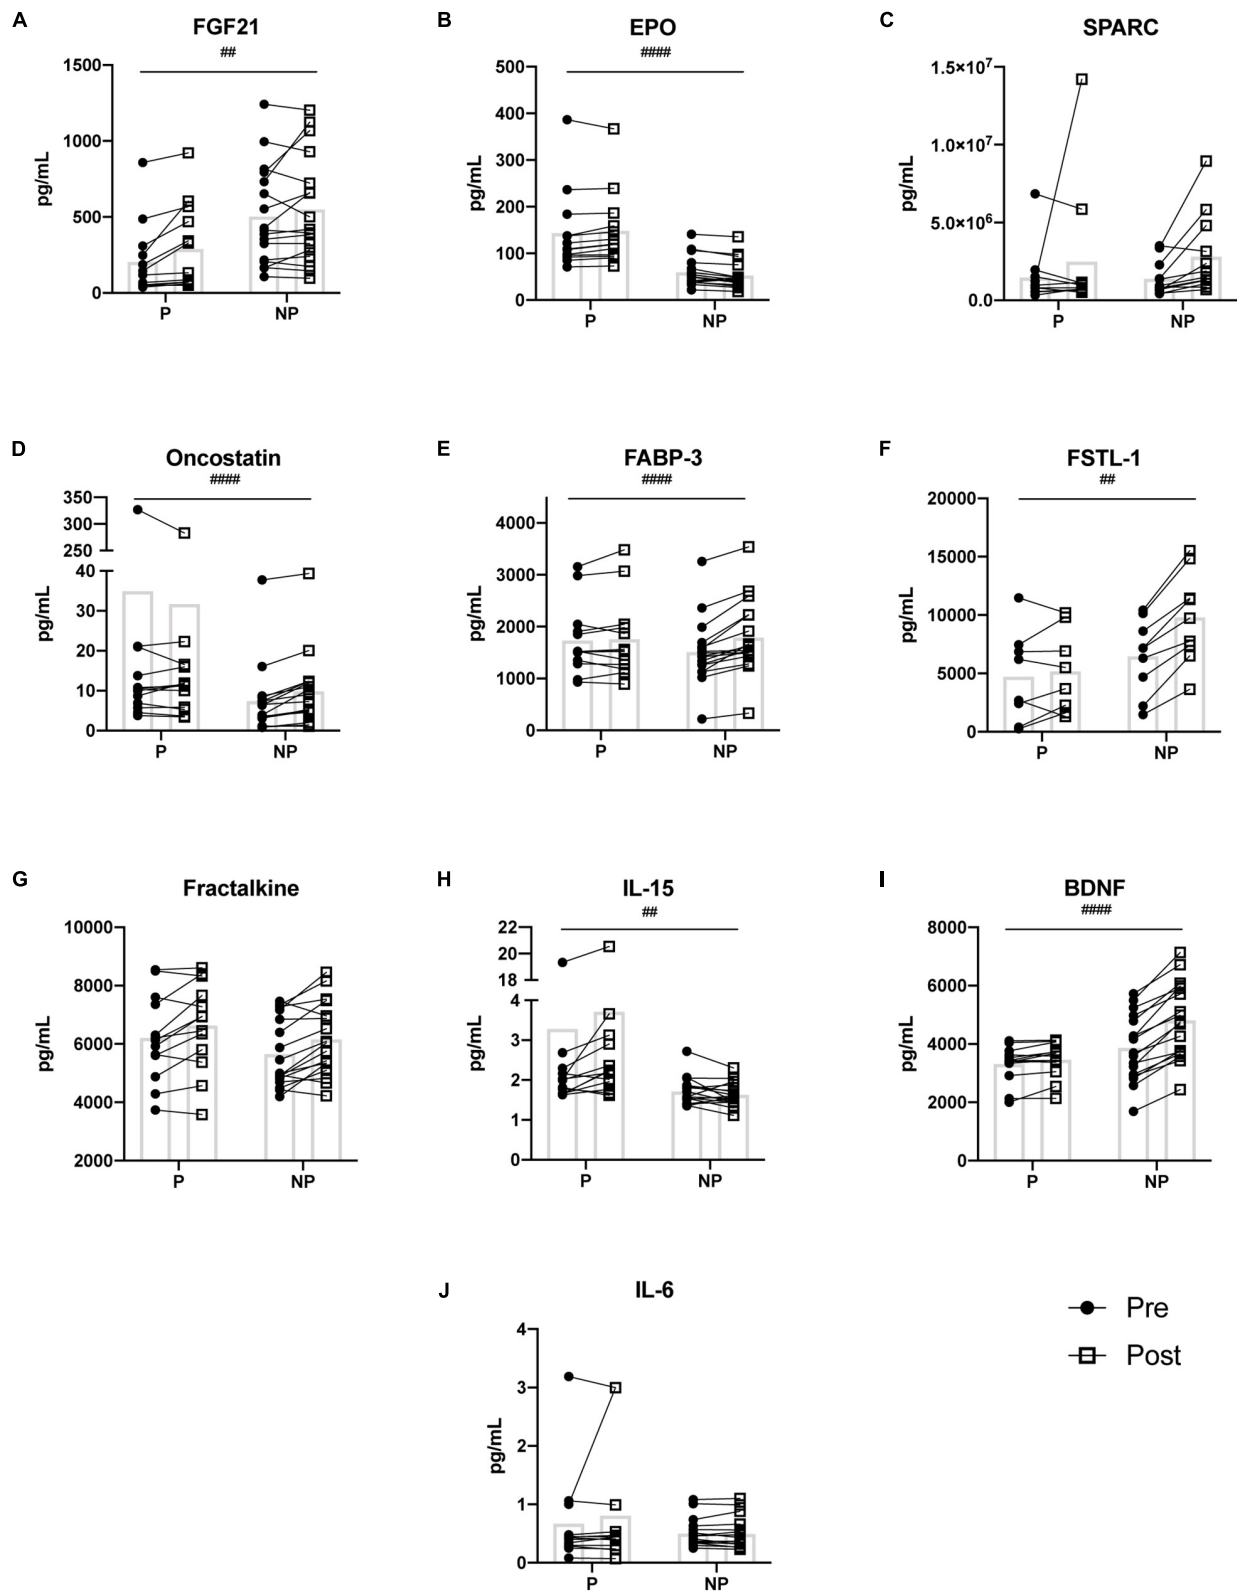 A
FGF21
##
1500
1000
500
0
pg/mL
P
NP
B
EPO
####
500
400
300
200
100
0
pg/mL
P
NP
C
SPARC
1.5×10⁷
1.0×10⁷
5.0×10⁶
0.0
pg/mL
P
NP
D
Oncostatin
####
350
300
250
40
30
20
10
0
pg/mL
P
NP
E
FABP-3
####
4000
3000
2000
1000
0
pg/mL
P
NP
F
FSTL-1
##
20000
15000
10000
5000
0
pg/mL
P
NP
G
Fractalkine
10000
8000
6000
4000
2000
pg/mL
P
NP
H
IL-15
##
22
20
18
4
3
2
1
0
pg/mL
P
NP
I
BDNF
####
8000
6000
4000
2000
0
pg/mL
P
NP
J
IL-6
4
3
2
1
0
pg/mL
P
NP
Pre
Post